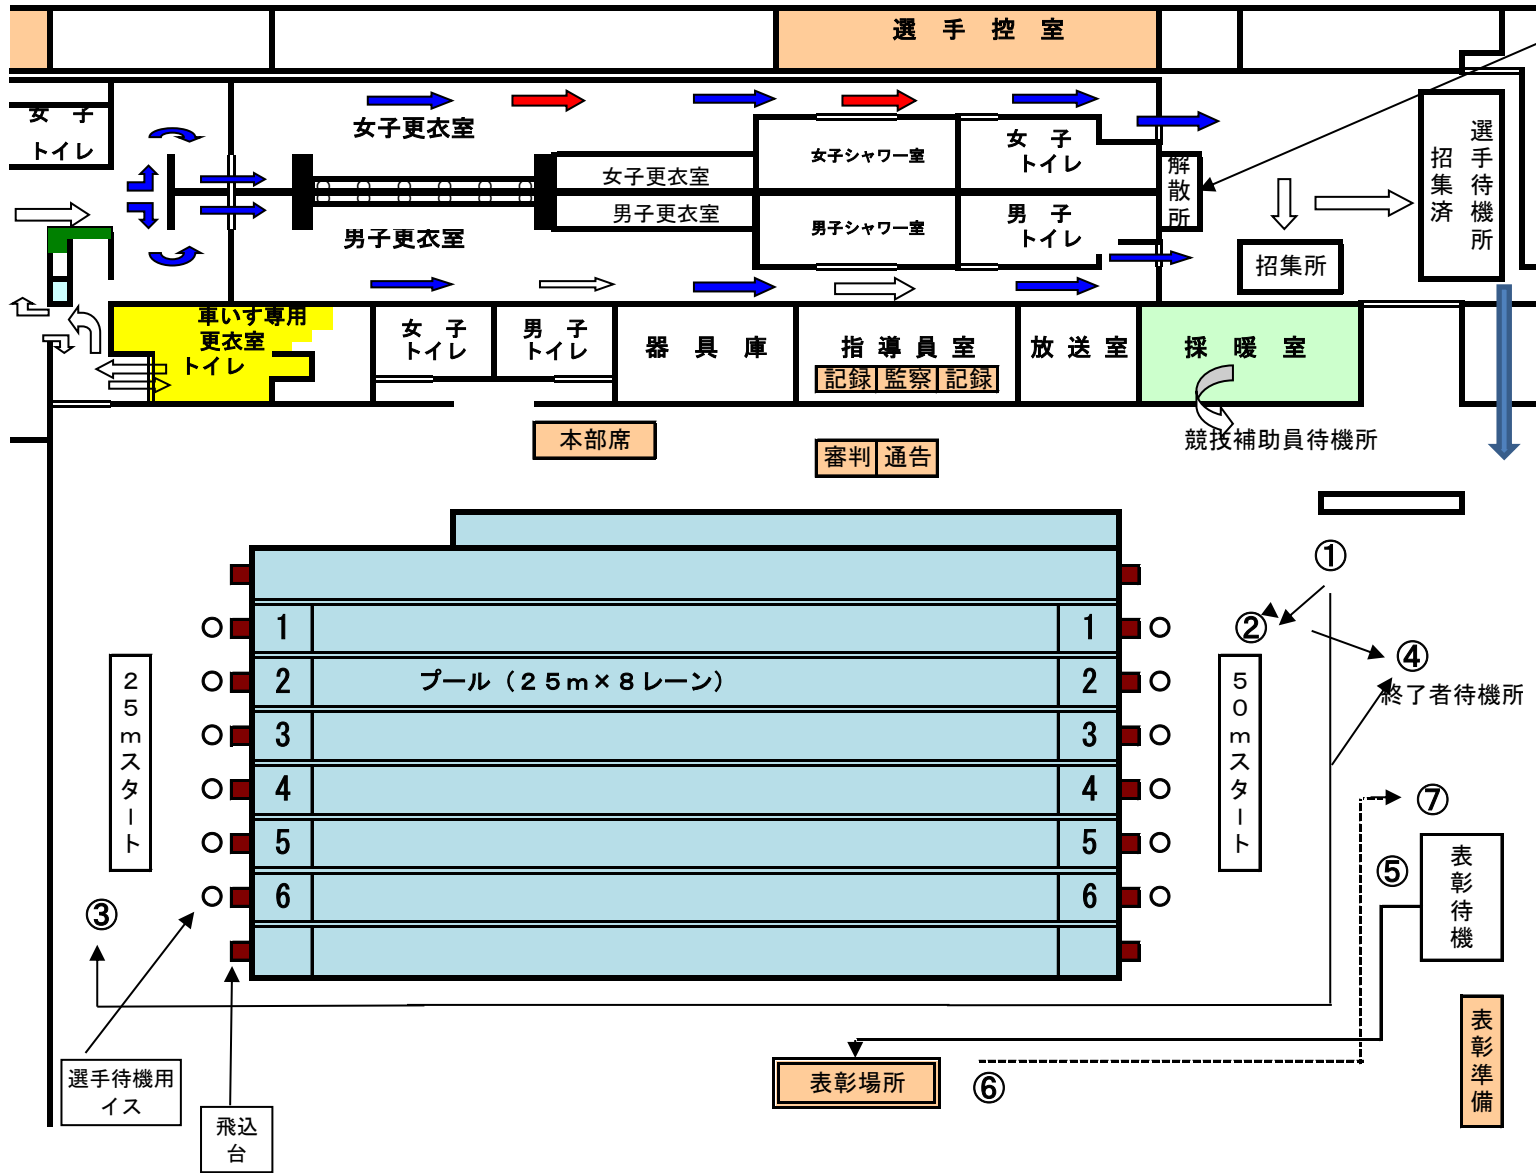 選 手 控 室
女 子
トイレ
女子更衣室
男子更衣室
女子更衣室
男子更衣室
女子シャワー室
男子シャワー室
女 子
トイレ
男 子
トイレ
解散所
招集所
選手待機所
招集済
車いす専用
更衣室
トイレ
女 子
トイレ
男 子
トイレ
器 具 庫
指 導 員 室
記録 監察 記録
放 送 室
採 暖 室
競技補助員待機所
本部席
審判 通告
①
②
④
終了者待機所
1 1
2 プール（２５ｍ×８レーン） 2
3 3
4 4
5 5
6 6
２５ｍスタート
５０ｍスタート
③
⑦
⑤
表彰待機
表彰準備
表彰場所
⑥
選手待機用
イス
飛込
台